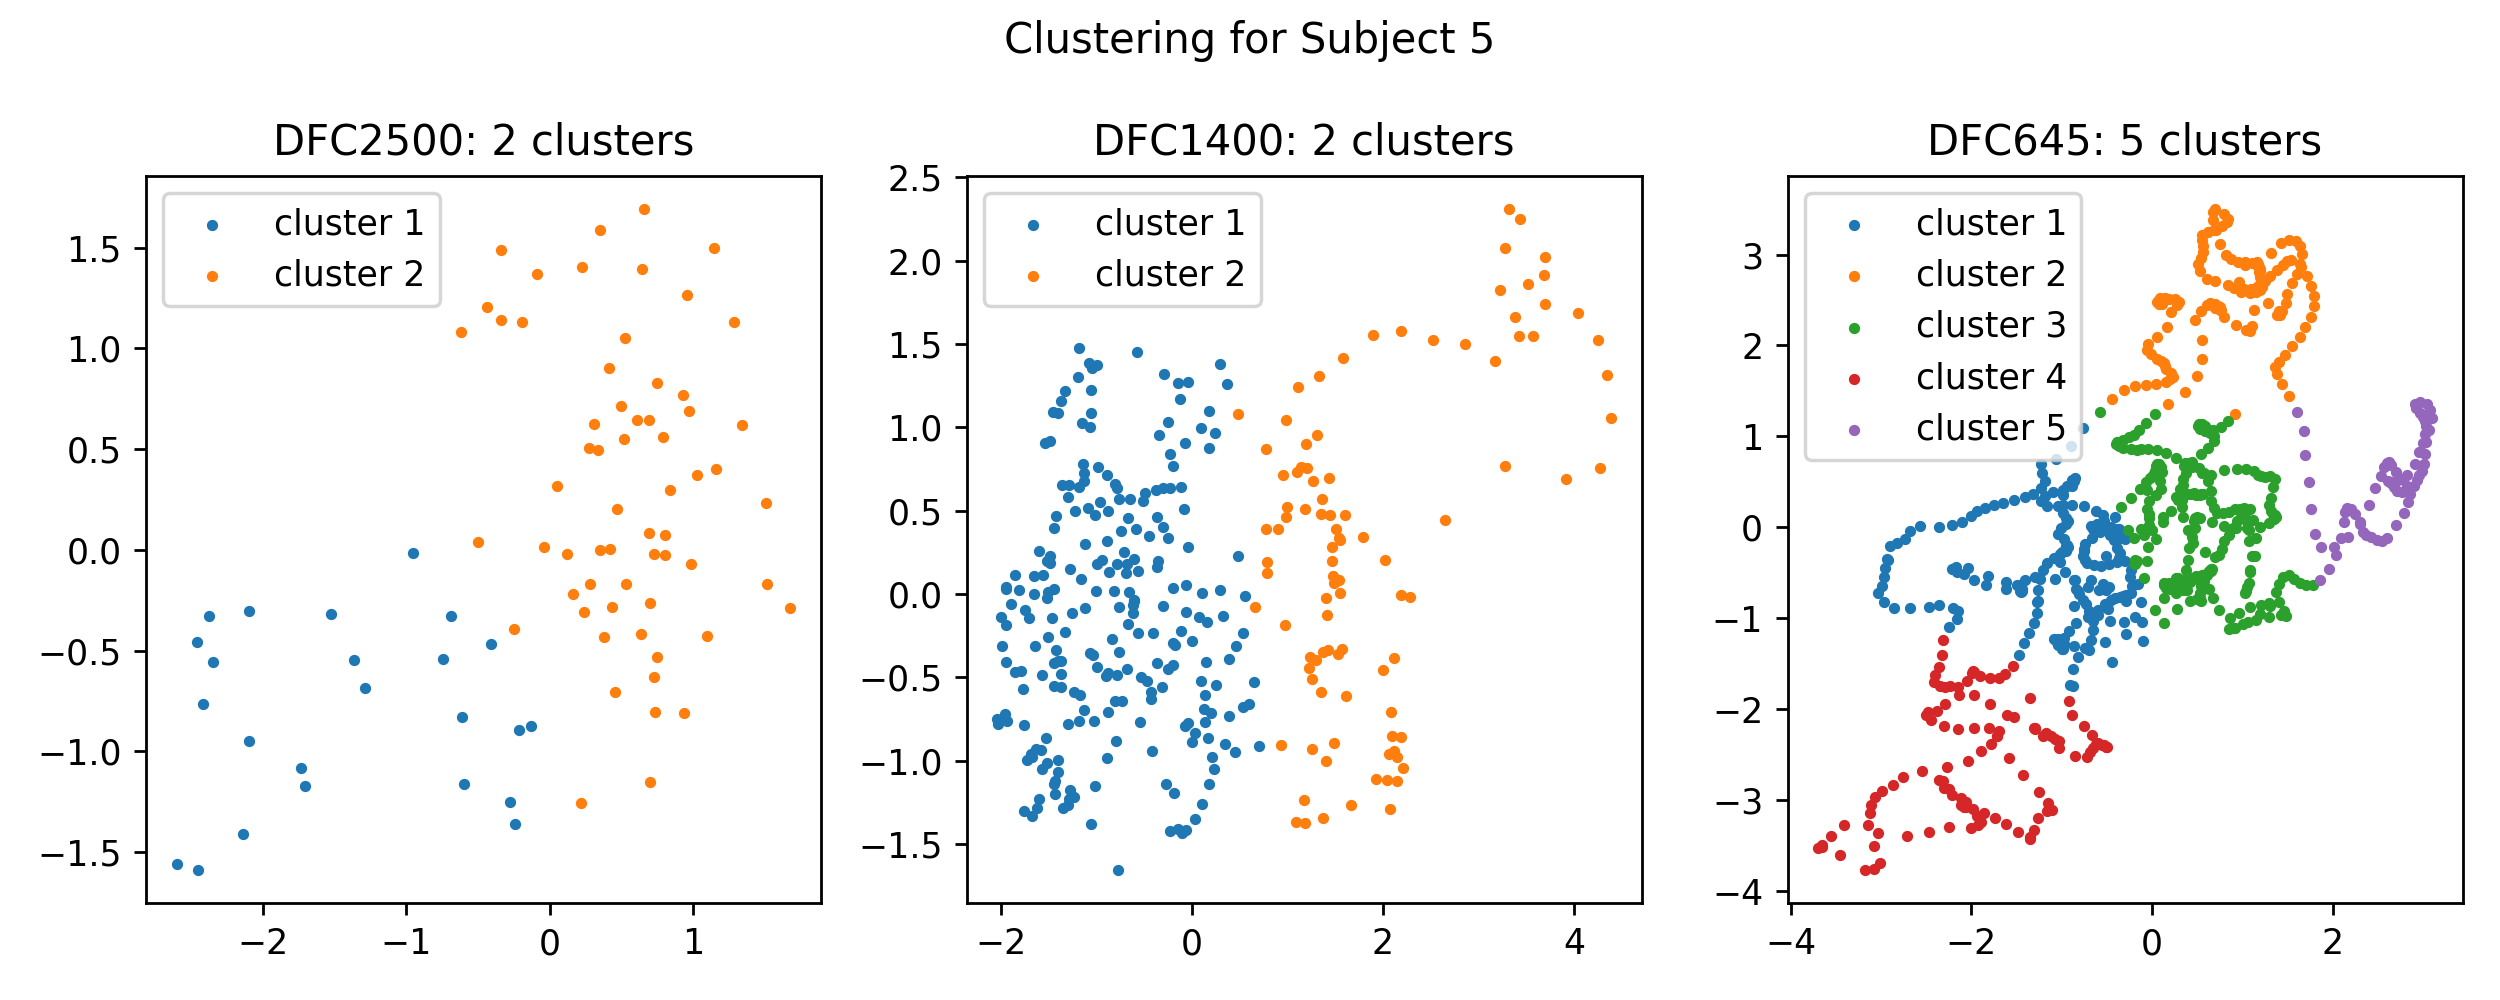 Clustering for Subject 5
DFC2500: 2 clusters
cluster 1
cluster 2
1.5
1.0
0.5
0.0
−0.5
−1.0
−1.5
−2
−1
0
1
DFC1400: 2 clusters
cluster 1
cluster 2
2.5
2.0
1.5
1.0
0.5
0.0
−0.5
−1.0
−1.5
−2
0
2
4
DFC645: 5 clusters
cluster 1
cluster 2
cluster 3
cluster 4
cluster 5
3
2
1
0
−1
−2
−3
−4
−4
−2
0
2